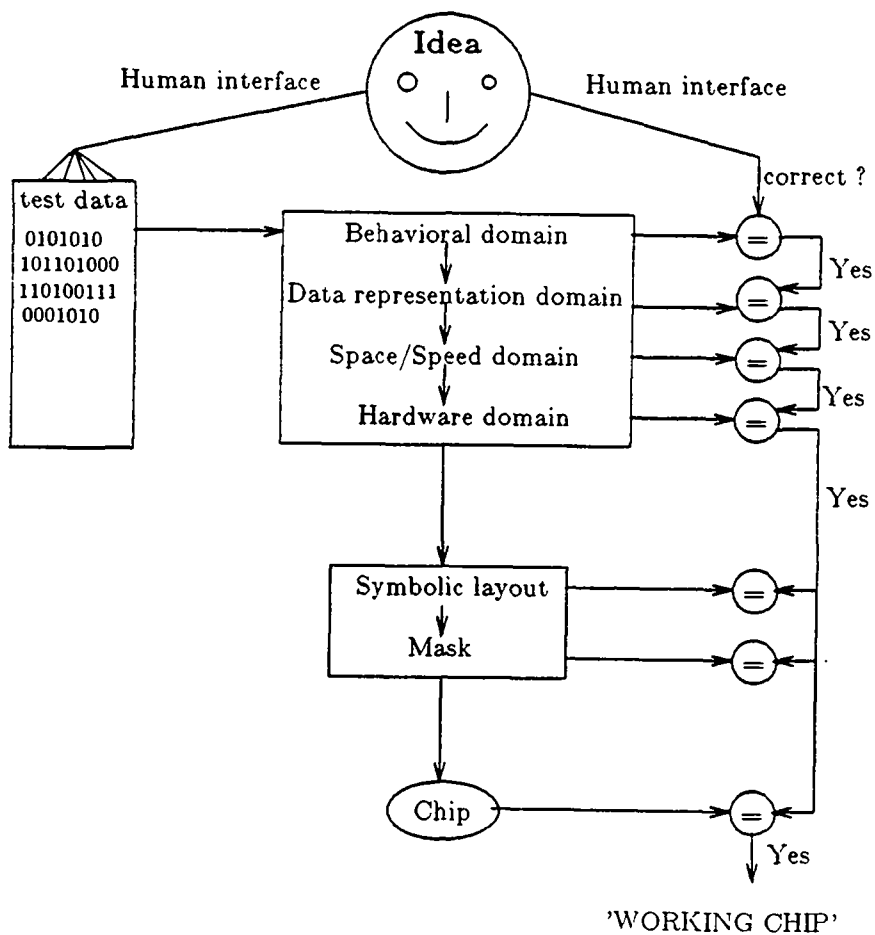 Idea
Human interface
Human interface
correct ?
test data
0101010
101101000
110100111
0001010
Behavioral domain
=
Yes
Data representation domain
=
Yes
Space/Speed domain
=
Yes
Hardware domain
=
Yes
Symbolic layout
=
Mask
=
Chip
=
Yes
'WORKING CHIP'